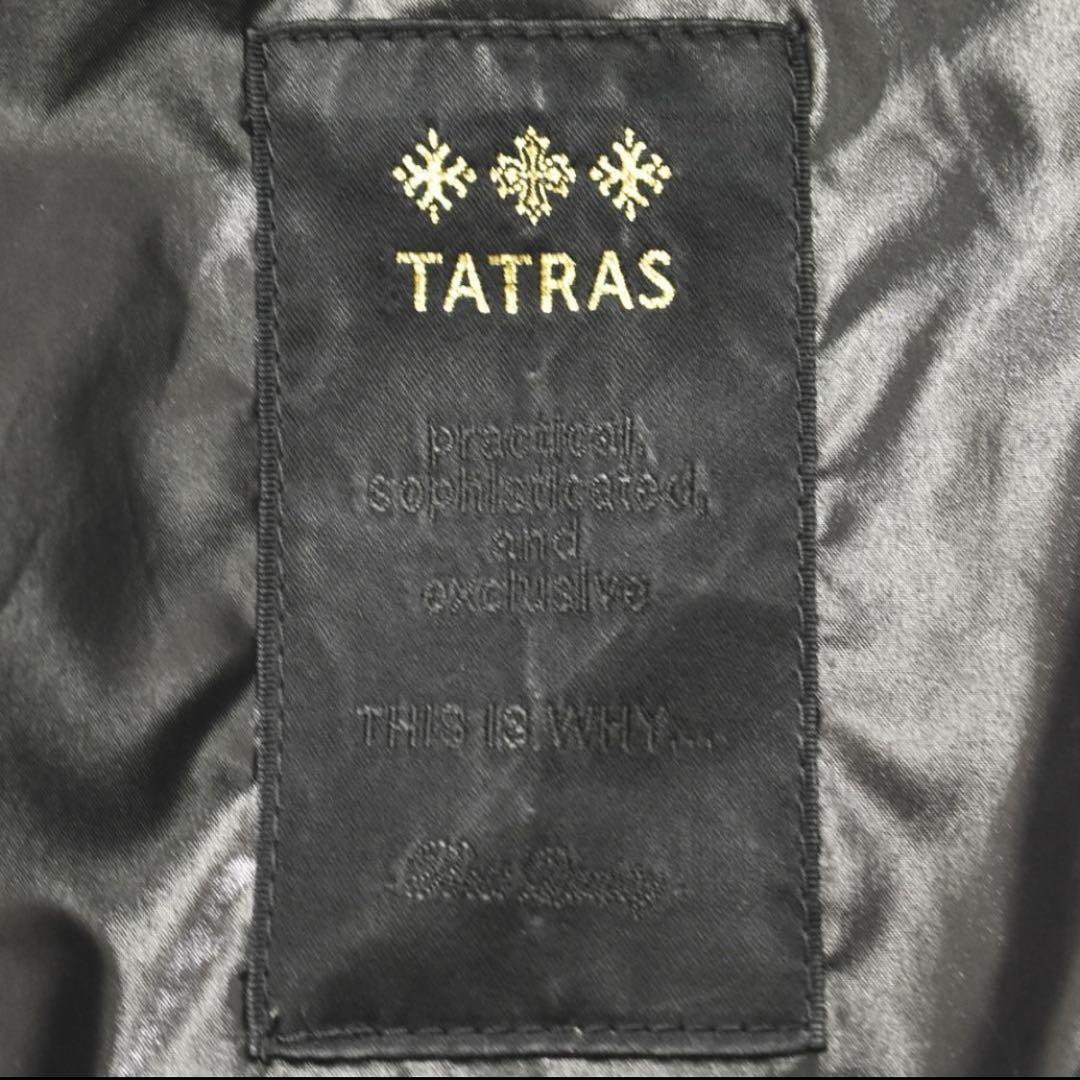 TATRAS
practical,
sophisticated,
and
exclusive
THIS IS WHY...